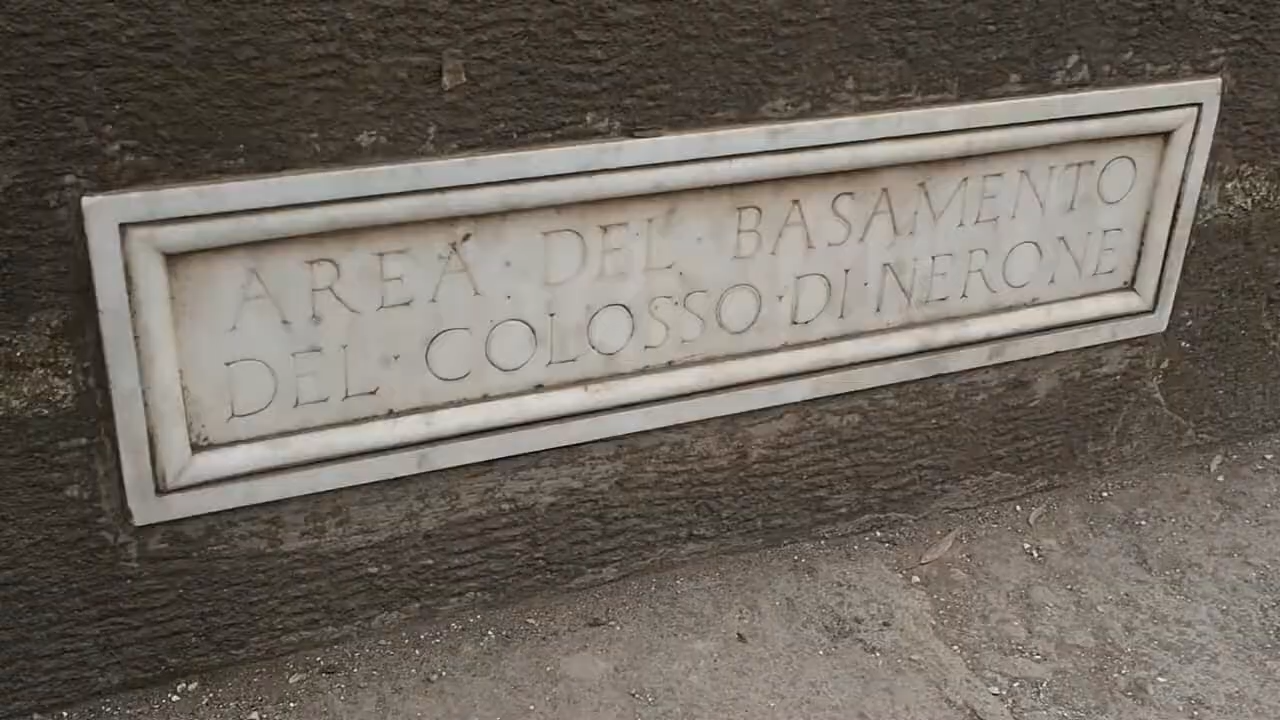 AREA · DEL · BASAMENTO
DEL · COLOSSO · DI · NERONE